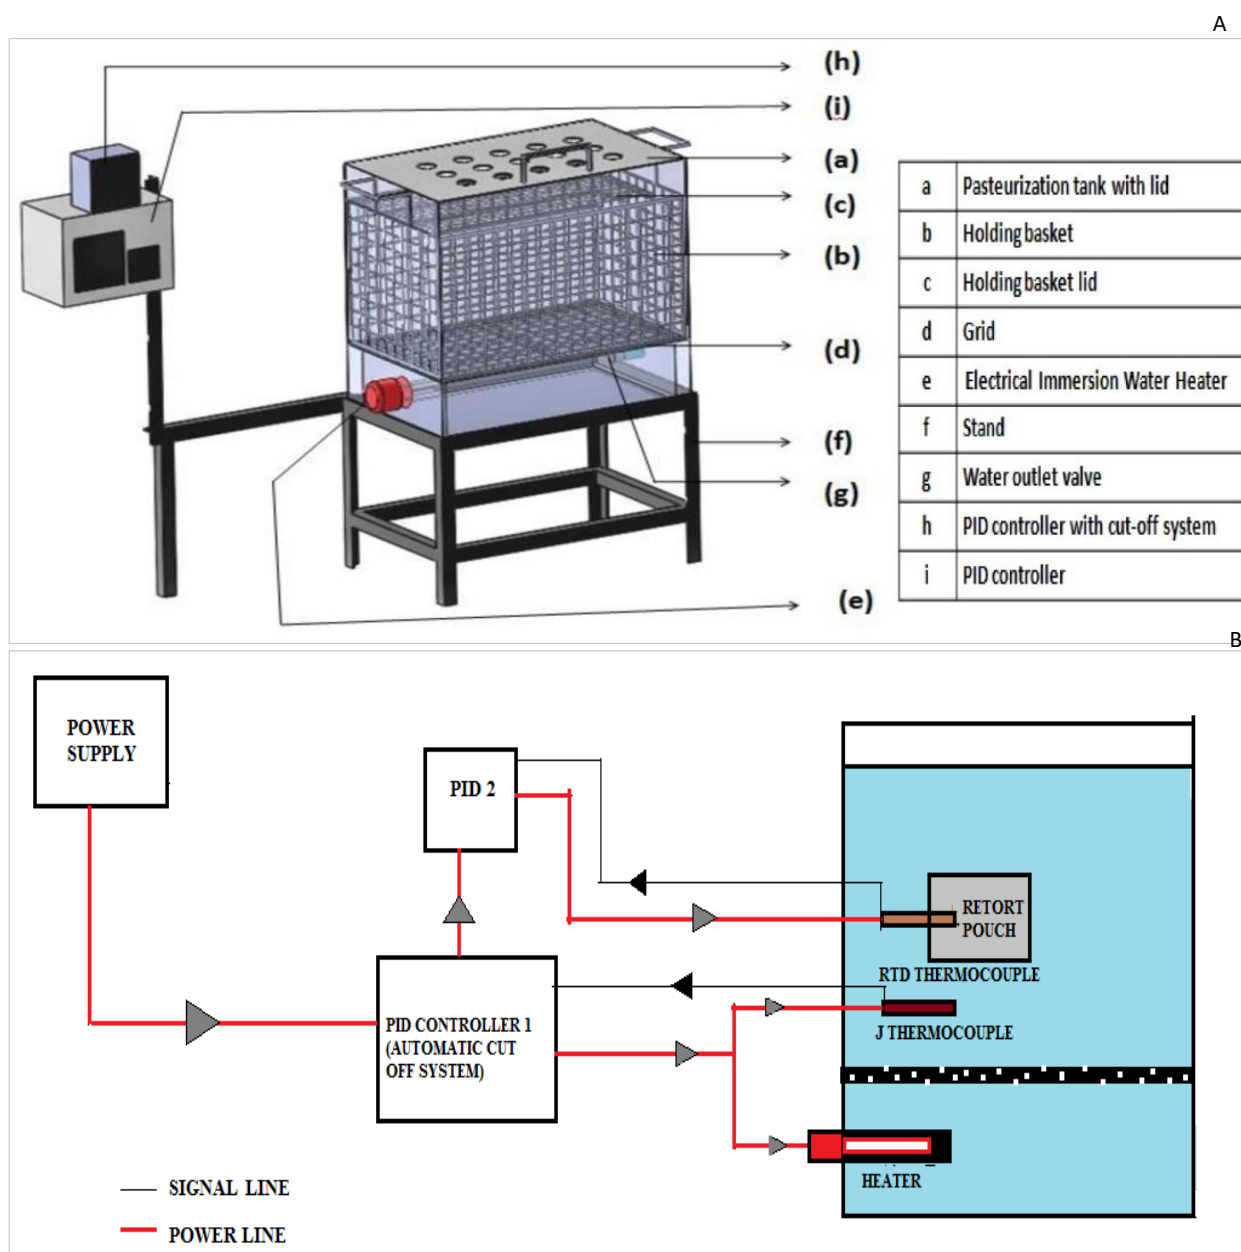 A
(h)
(i)
(a)
(c)
(b)
(d)
(f)
(g)
(e)
a Pasteurization tank with lid
b Holding basket
c Holding basket lid
d Grid
e Electrical Immersion Water Heater
f Stand
g Water outlet valve
h PID controller with cut-off system
i PID controller
B
POWER
SUPPLY
PID 2
RETORT
POUCH
RTD THERMOCOUPLE
PID CONTROLLER 1
(AUTOMATIC CUT
OFF SYSTEM)
J THERMOCOUPLE
HEATER
SIGNAL LINE
POWER LINE